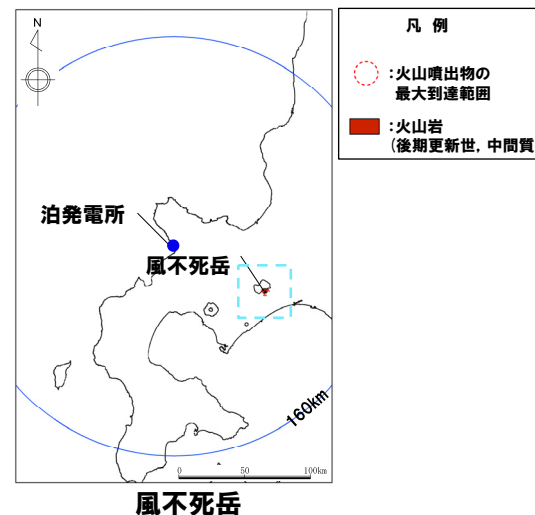 N
凡 例
:火山噴出物の
最大到達範囲
:火山岩
(後期更新世, 中間質
泊発電所
風不死岳
160km
0 50 100km
風不死岳